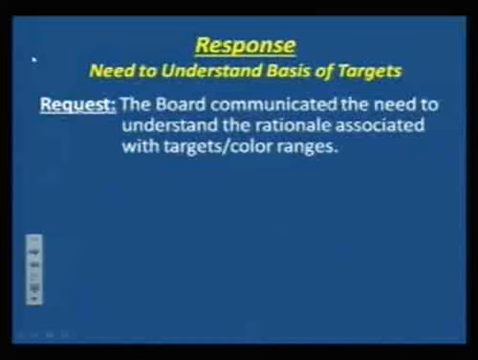 Response
Need to Understand Basis of Targets
Request: The Board communicated the need to
understand the rationale associated
with targets/color ranges.